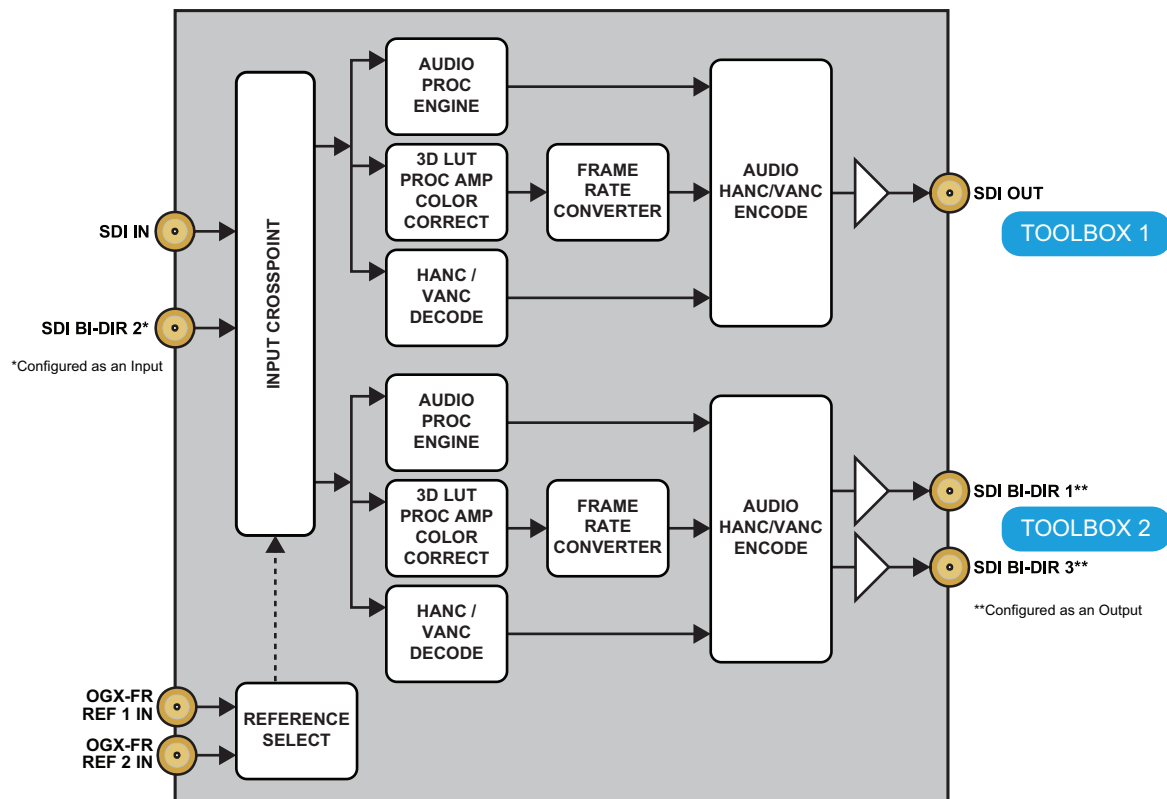 SDI IN
SDI BI-DIR 2*
*Configured as an Input
INPUT CROSSPOINT
AUDIO
PROC
ENGINE
3D LUT
PROC AMP
COLOR
CORRECT
FRAME
RATE
CONVERTER
HANC /
VANC
DECODE
AUDIO
HANC/VANC
ENCODE
SDI OUT
TOOLBOX 1
AUDIO
PROC
ENGINE
3D LUT
PROC AMP
COLOR
CORRECT
FRAME
RATE
CONVERTER
HANC /
VANC
DECODE
AUDIO
HANC/VANC
ENCODE
SDI BI-DIR 1**
TOOLBOX 2
SDI BI-DIR 3**
**Configured as an Output
OGX-FR
REF 1 IN
OGX-FR
REF 2 IN
REFERENCE
SELECT